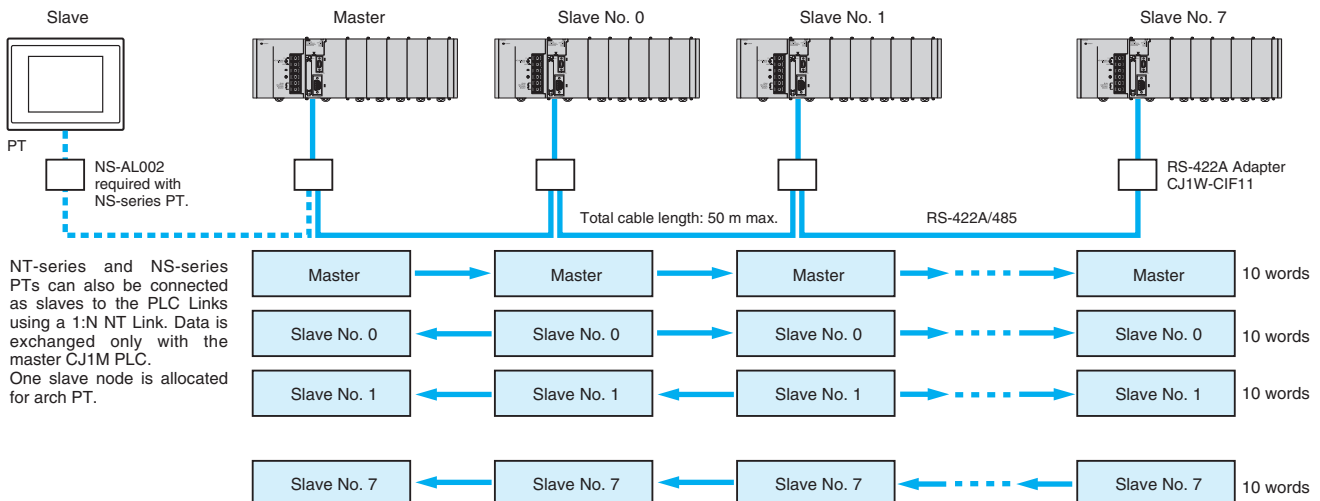 Slave
Master
Slave No. 0
Slave No. 1
Slave No. 7
PT
NS-AL002
required with
NS-series PT.
RS-422A Adapter
CJ1W-CIF11
Total cable length: 50 m max.
RS-422A/485
NT-series and NS-series
PTs can also be connected
as slaves to the PLC Links
using a 1:N NT Link. Data is
exchanged only with the
master CJ1M PLC.
One slave node is allocated
for arch PT.
Master
Master
Master
Master
10 words
Slave No. 0
Slave No. 0
Slave No. 0
Slave No. 0
10 words
Slave No. 1
Slave No. 1
Slave No. 1
Slave No. 1
10 words
Slave No. 7
Slave No. 7
Slave No. 7
Slave No. 7
10 words